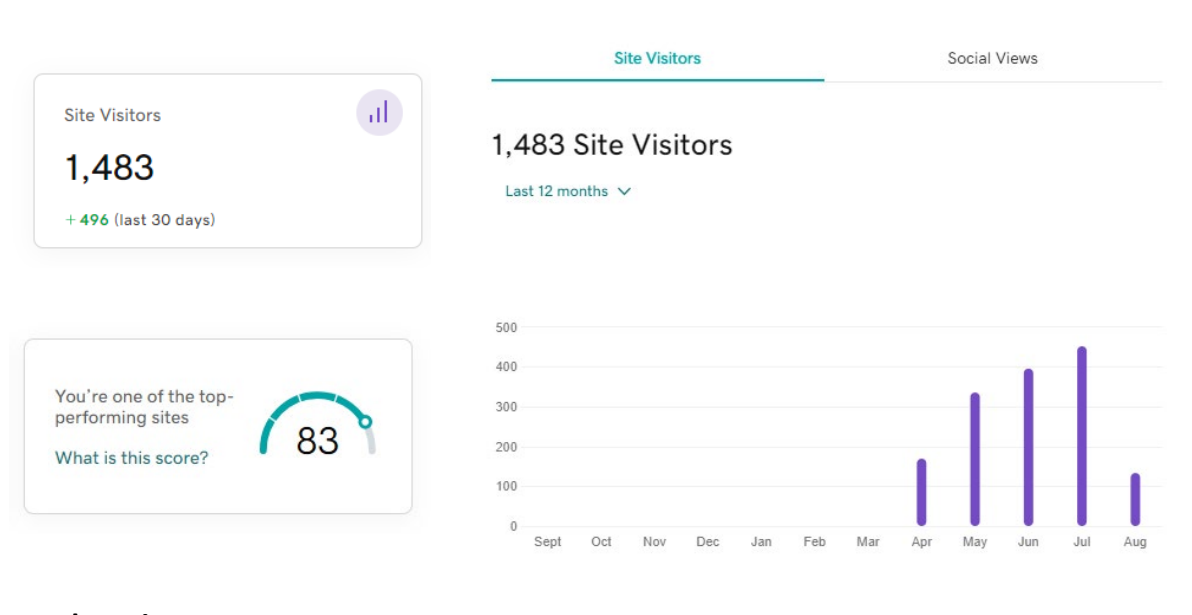 Site Visitors
1,483
+496 (last 30 days)
You're one of the top-
performing sites
What is this score?
83
Site Visitors Social Views
1,483 Site Visitors
Last 12 months
500
400
300
200
100
0
Sept Oct Nov Dec Jan Feb Mar Apr May Jun Jul Aug